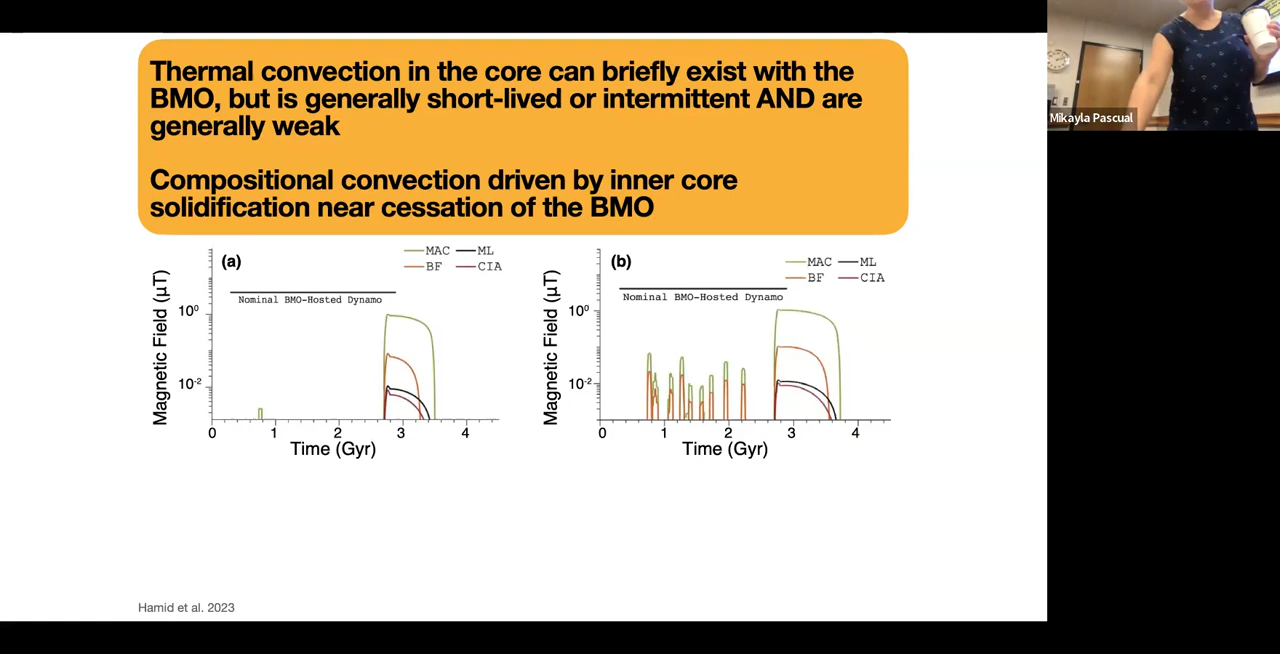 Thermal convection in the core can briefly exist with the
BMO, but is generally short-lived or intermittent AND are
generally weak
Compositional convection driven by inner core
solidification near cessation of the BMO
Mikayla Pascual
(a)
MAC ML
BF CIA
Nominal BMO-Hosted Dynamo
Magnetic Field (μT)
10⁰
10⁻²
0 1 2 3 4
Time (Gyr)
(b)
MAC ML
BF CIA
Nominal BMO-Hosted Dynamo
Magnetic Field (μT)
10⁰
10⁻²
0 1 2 3 4
Time (Gyr)
Hamid et al. 2023